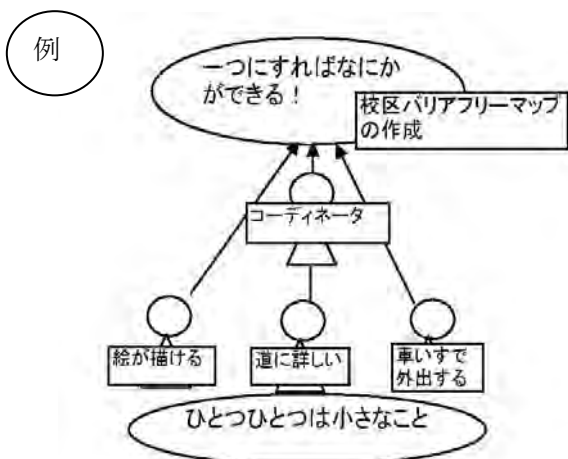 例
一つにすればなにか
ができる！
校区バリアフリーマップ
の作成
コーディネータ
絵が描ける
道に詳しい
車いすで
外出する
ひとつひとつは小さなこと